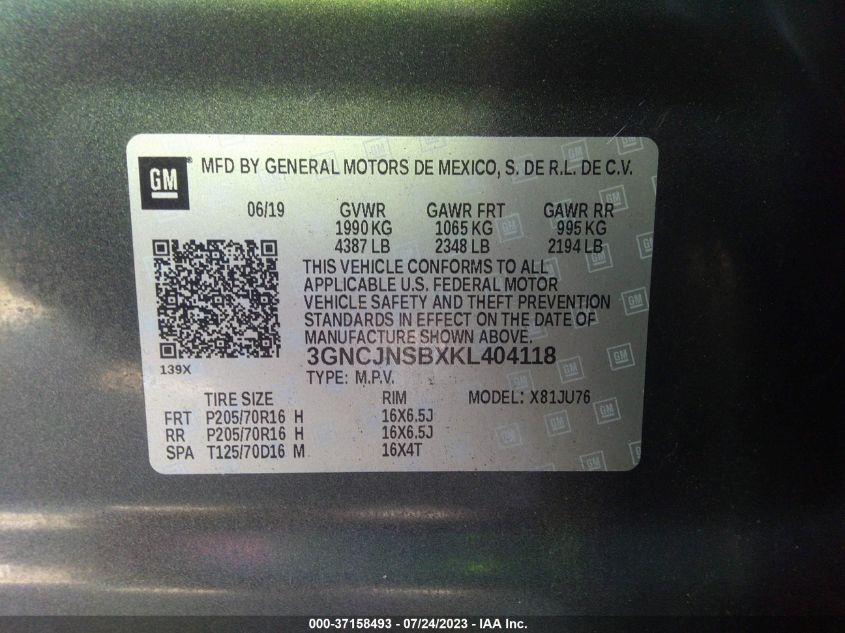 GM ® MFD BY GENERAL MOTORS DE MEXICO, S. DE R.L. DE C.V.
06/19 GVWR GAWR FRT GAWR RR
1990 KG 1065 KG 995 KG
4387 LB 2348 LB 2194 LB
THIS VEHICLE CONFORMS TO ALL
APPLICABLE U.S. FEDERAL MOTOR
VEHICLE SAFETY AND THEFT PREVENTION
STANDARDS IN EFFECT ON THE DATE OF
MANUFACTURE SHOWN ABOVE.
3GNCJNSBXKL404118
139X
TYPE: M.P.V.
TIRE SIZE RIM MODEL: X81JU76
FRT P205/70R16 H 16X6.5J
RR P205/70R16 H 16X6.5J
SPA T125/70D16 M 16X4T
000-37158493 - 07/24/2023 - IAA Inc.